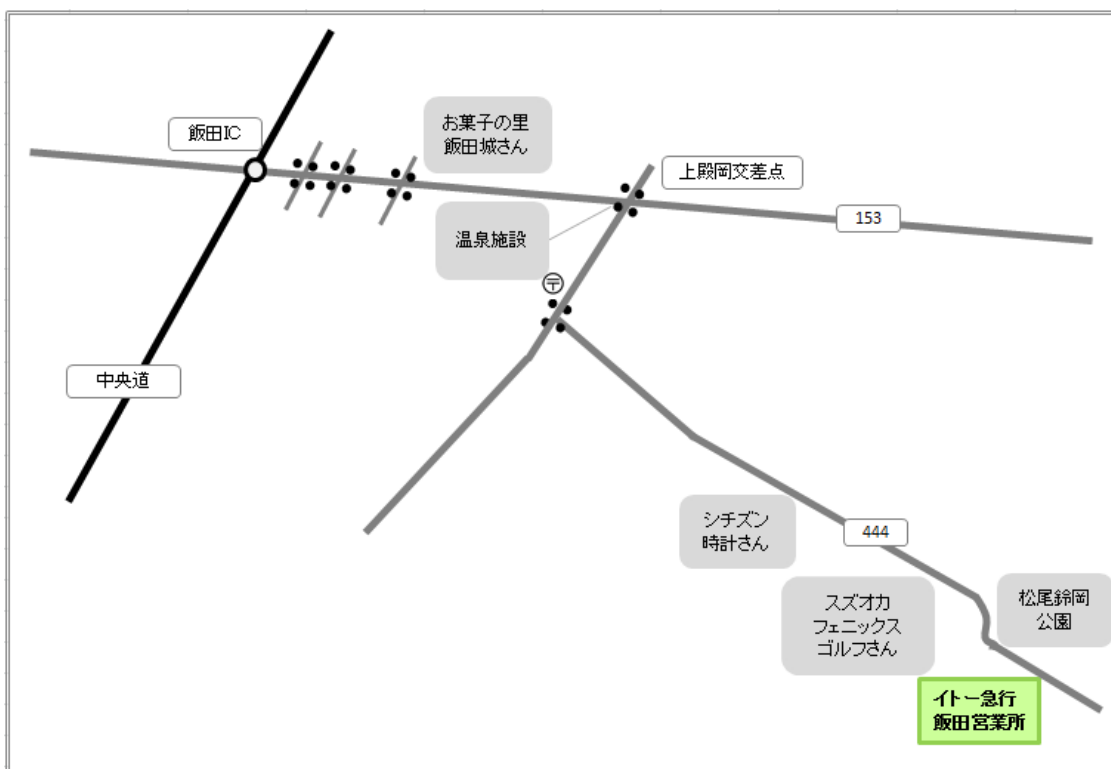 お菓子の里
飯田城さん
飯田IC
上殿岡交差点
153
温泉施設
〒
中央道
シチズン
時計さん
444
スズオカ
フェニックス
ゴルフさん
松尾鈴岡
公園
イトー急行
飯田営業所